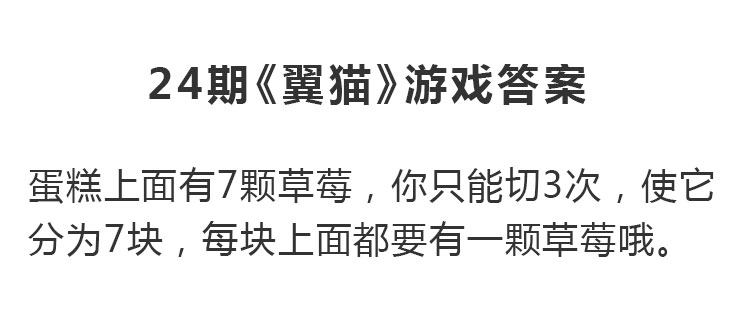 24期《翼猫》游戏答案
蛋糕上面有7颗草莓，你只能切3次，使它
分为7块，每块上面都要有一颗草莓哦。